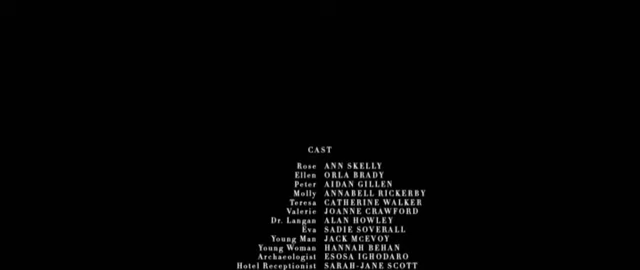 CAST
Rose ANN SKELLY
Ellen ORLA BRADY
Peter AIDAN GILLEN
Molly ANNABELL RICKERBY
Teresa CATHERINE WALKER
Valerie JOANNE CRAWFORD
Dr. Langan ALAN HOWLEY
Eva SADIE SOVERALL
Young Man JACK McEVOY
Young Woman HANNAH BEHAN
Archaeologist ESOSA IGHODARO
Hotel Receptionist SARAH-JANE SCOTT